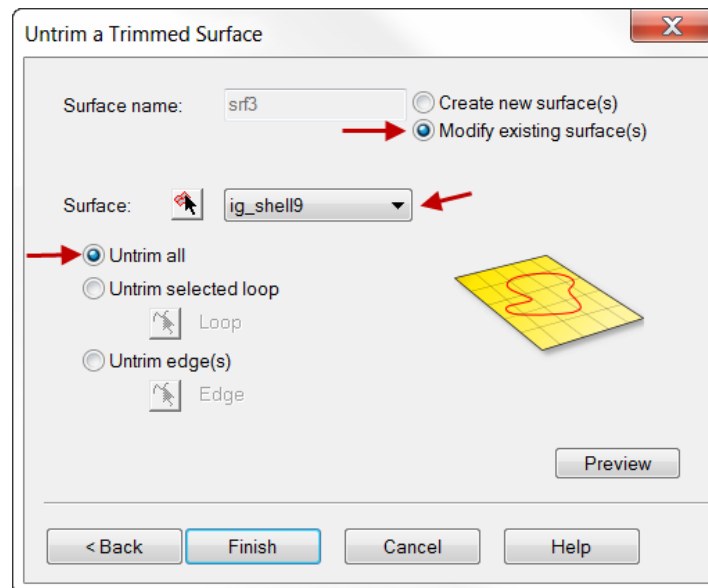 Untrim a Trimmed Surface
Surface name: srf3 Create new surface(s)
Modify existing surface(s)
Surface: ig_shell9
Untrim all
Untrim selected loop
Loop
Untrim edge(s)
Edge
Preview
< Back Finish Cancel Help